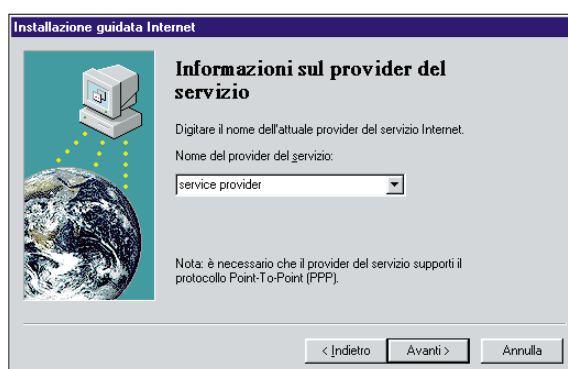 Installazione guidata Internet
Informazioni sul provider del
servizio
Digitare il nome dell'attuale provider del servizio Internet.
Nome del provider del servizio:
service provider
Nota: è necessario che il provider del servizio supporti il
protocollo Point-To-Point (PPP).
< Indietro
Avanti >
Annulla